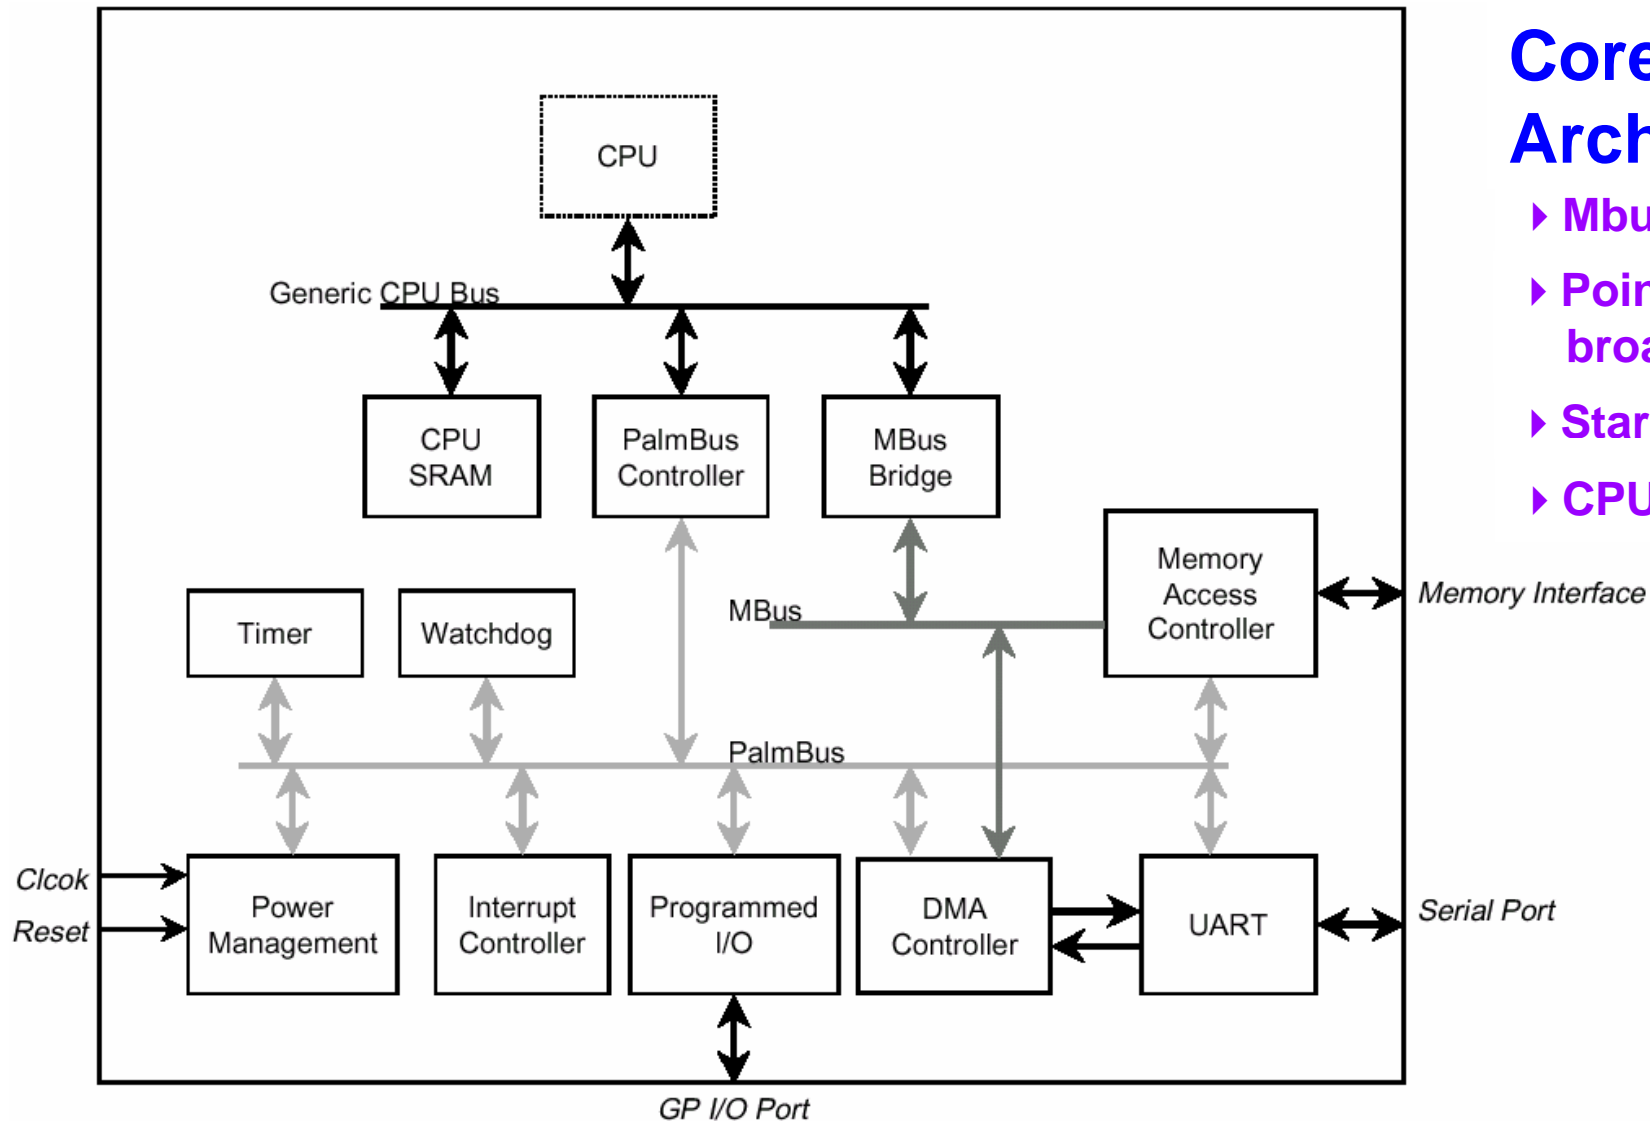 Core
Arch
Mbu
Poin
broa
Star
CPU
CPU
Generic CPU Bus
CPU
SRAM
PalmBus
Controller
MBus
Bridge
Memory
Access
Controller
Memory Interface
MBus
Timer
Watchdog
PalmBus
Clcok
Reset
Power
Management
Interrupt
Controller
Programmed
I/O
DMA
Controller
UART
Serial Port
GP I/O Port